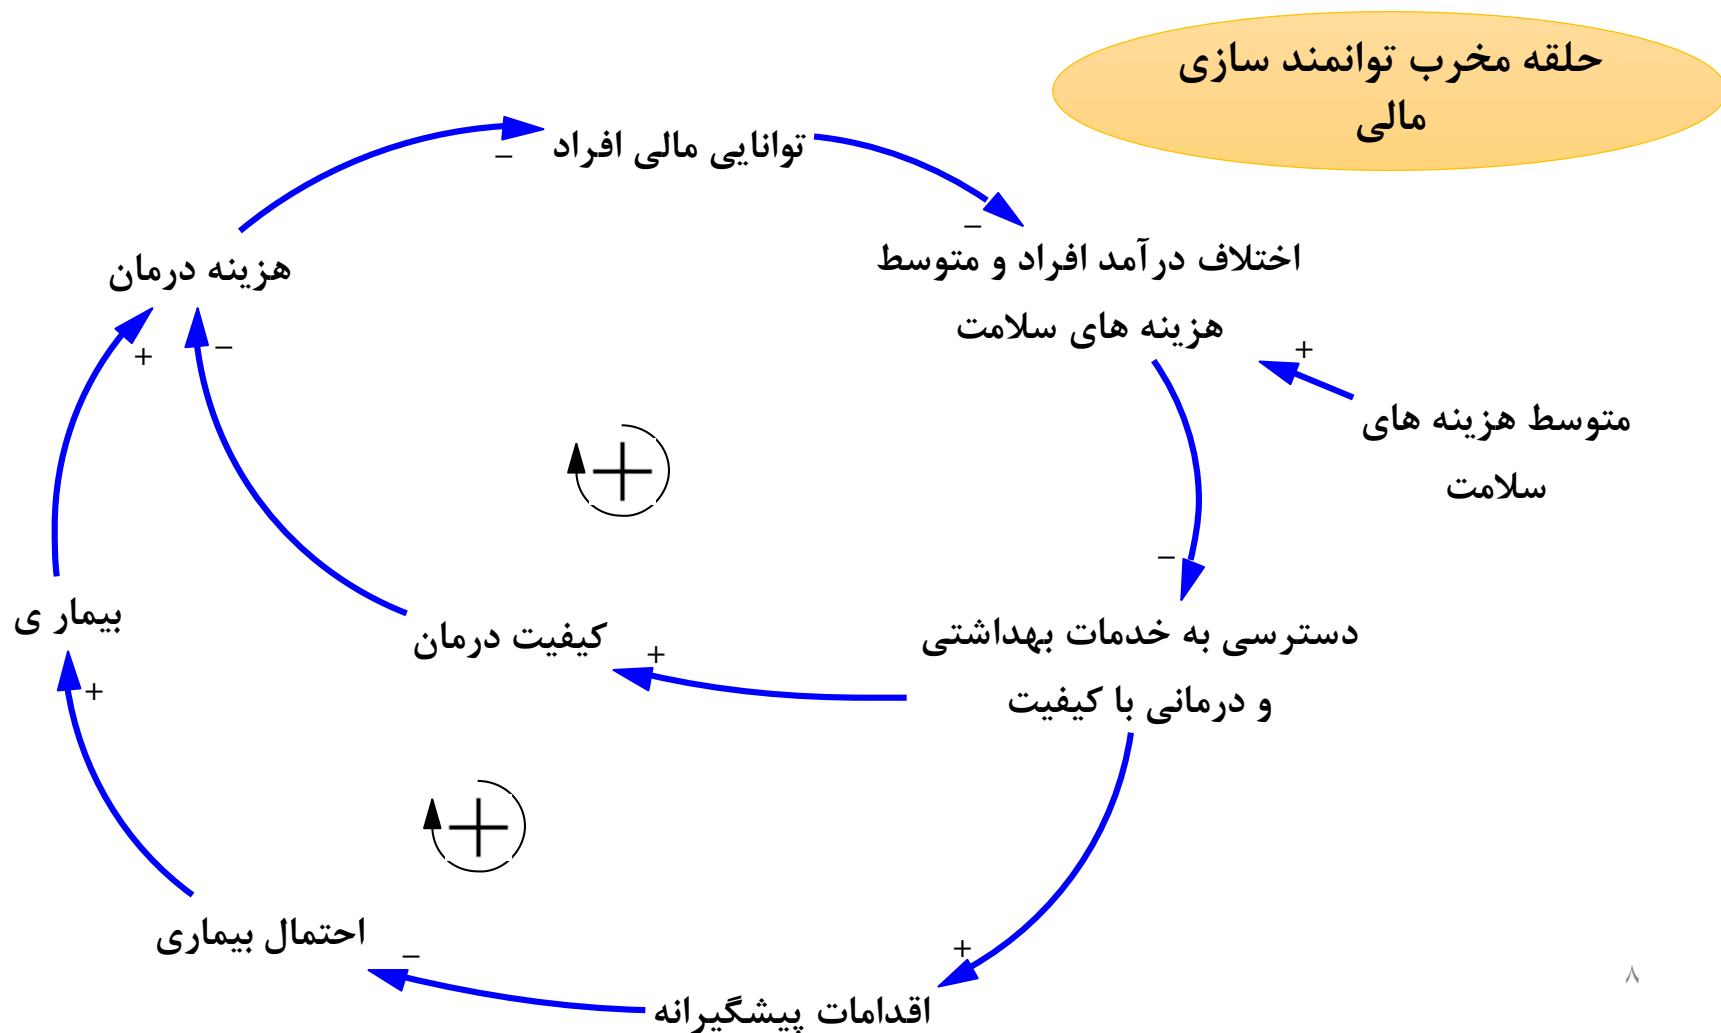 حلقه مخرب توانمند سازی
مالی
توانایی مالی افراد
−
−
اختلاف درآمد افراد و متوسط
هزینه های سلامت
هزینه درمان
+
−
+
متوسط هزینه های
سلامت
+
−
دسترسی به خدمات بهداشتی
و درمانی با کیفیت
+
کیفیت درمان
بیمار ی
+
+
احتمال بیماری
−
+
اقدامات پیشگیرانه
۸